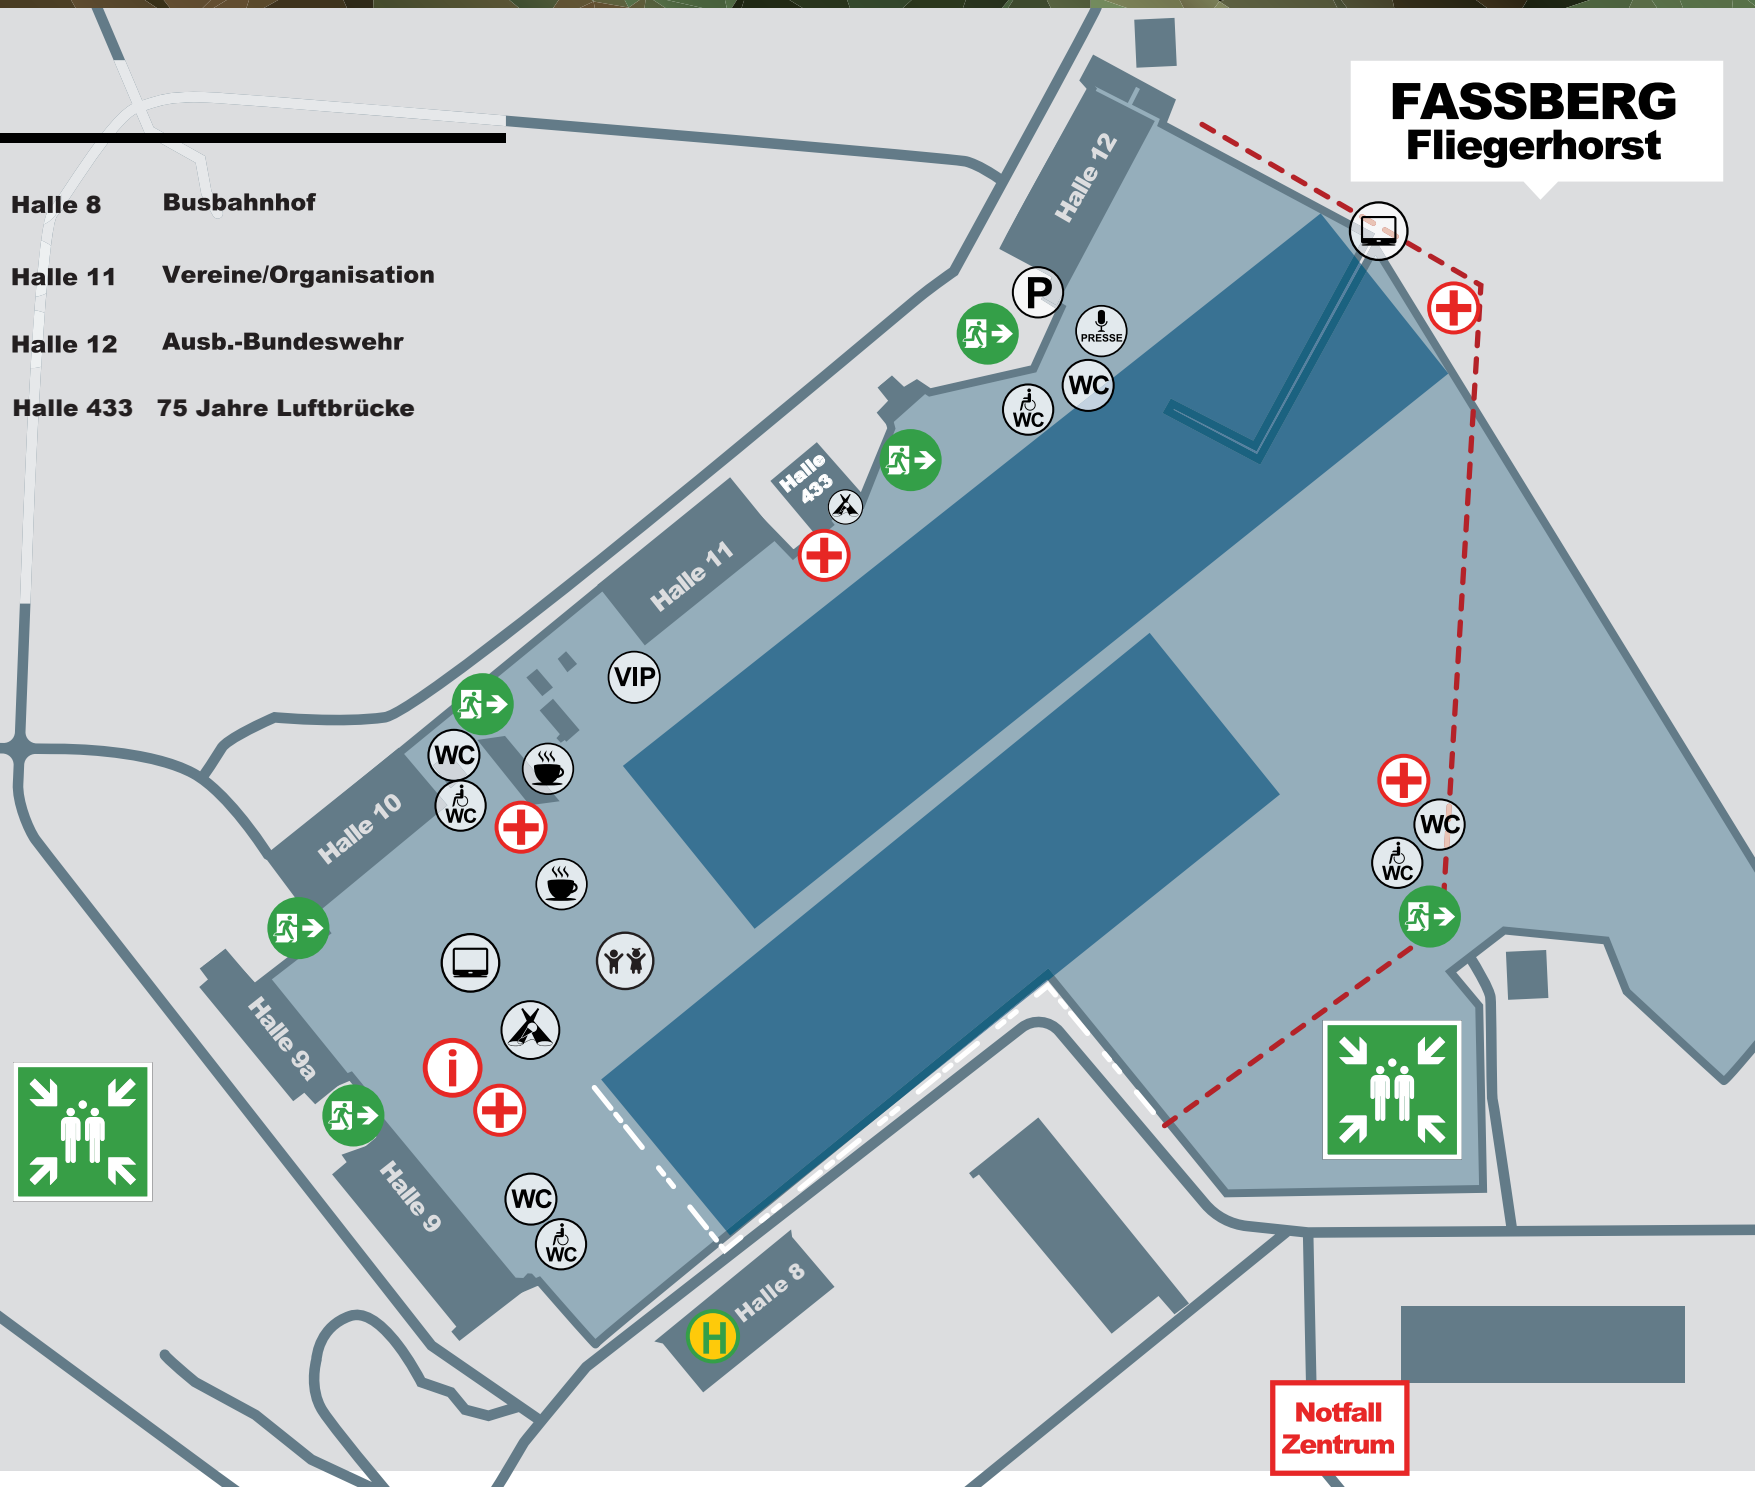 FASSBERG
Fliegerhorst
Halle 8 Busbahnhof
Halle 11 Vereine/Organisation
Halle 12 Ausb.-Bundeswehr
Halle 433 75 Jahre Luftbrücke
Halle 12
P
PRESSE
WC
WC
Halle
433
Halle 11
VIP
WC
WC
Halle 10
WC
WC
Halle 9a
i
Halle 9
WC
WC
Halle 8
H
Notfall
Zentrum